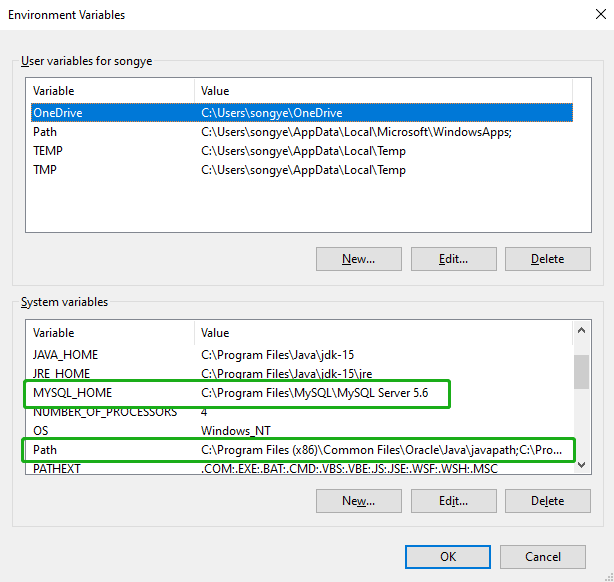 Environment Variables
User variables for songye
Variable Value
OneDrive C:\Users\songye\OneDrive
Path C:\Users\songye\AppData\Local\Microsoft\WindowsApps;
TEMP C:\Users\songye\AppData\Local\Temp
TMP C:\Users\songye\AppData\Local\Temp
New... Edit... Delete
System variables
Variable Value
JAVA_HOME C:\Program Files\Java\jdk-15
JRE_HOME C:\Program Files\Java\jdk-15\jre
MYSQL_HOME C:\Program Files\MySQL\MySQL Server 5.6
NUMBER_OF_PROCESSORS 4
OS Windows_NT
Path C:\Program Files (x86)\Common Files\Oracle\Java\javapath;C:\Pro...
PATHEXT .COM;.EXE;.BAT;.CMD;.VBS;.VBE;.JS;.JSE;.WSF;.WSH;.MSC
New... Edit... Delete
OK Cancel